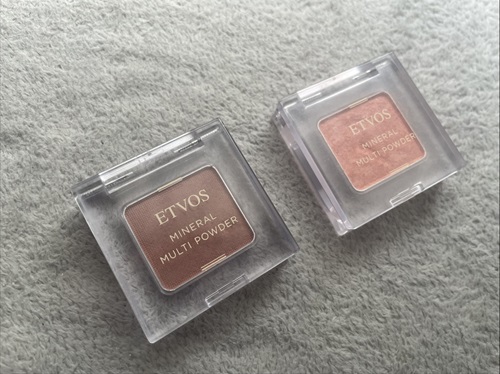 ETVOS
MINERAL
MULTI POWDER
ETVOS
MINERAL
MULTI POWDER